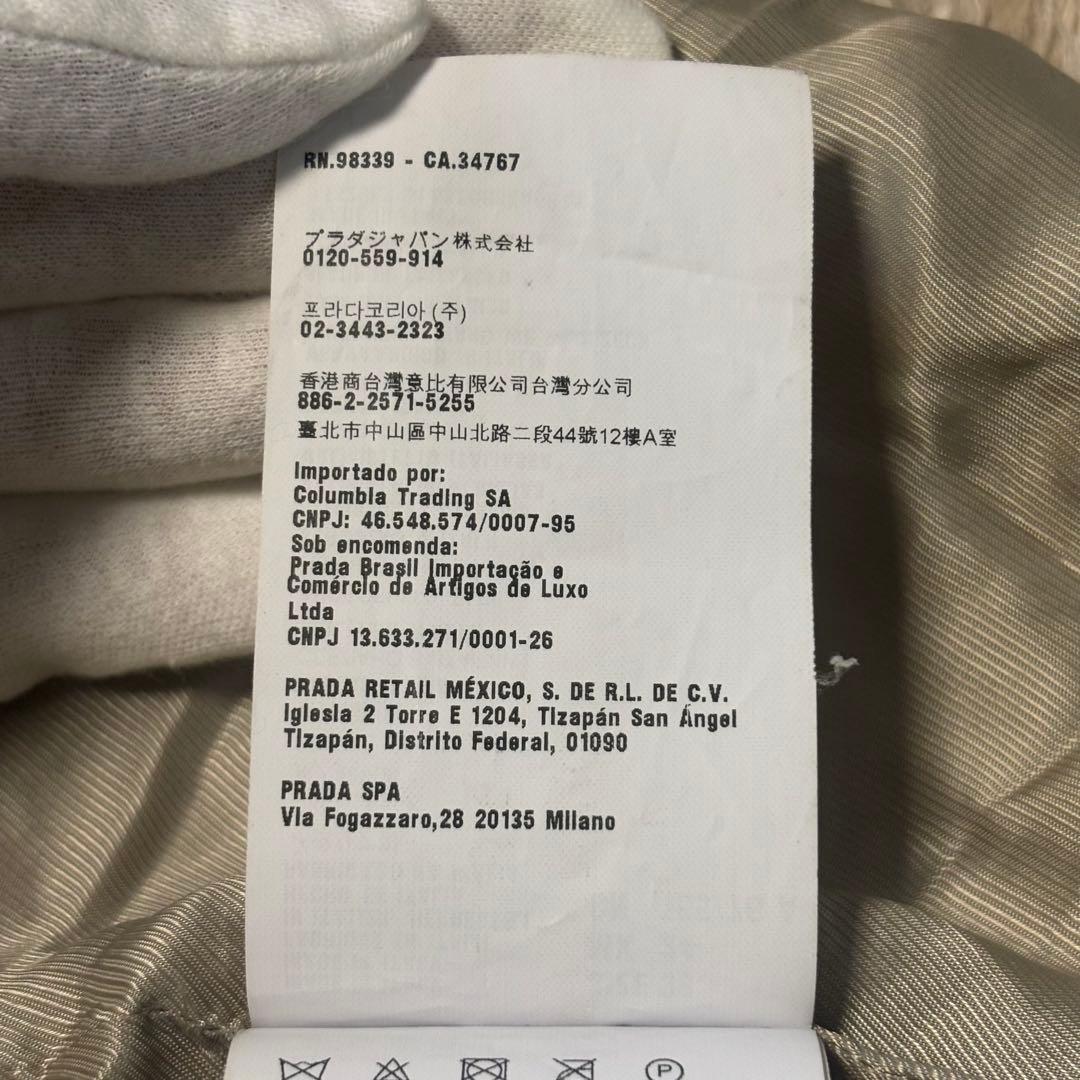 RN.98339 - CA.34767
プラダジャパン株式会社
0120-559-914
프라다코리아 (주)
02-3443-2323
香港商台灣意比有限公司台灣分公司
886-2-2571-5255
臺北市中山區中山北路二段44號12樓A室
Importado por:
Columbia Trading SA
CNPJ: 46.548.574/0007-95
Sob encomenda:
Prada Brasil Importação e
Comércio de Artigos de Luxo
Ltda
CNPJ 13.633.271/0001-26
PRADA RETAIL MÉXICO, S. DE R.L. DE C.V.
Iglesia 2 Torre E 1204, Tizapán San Ángel
Tizapán, Distrito Federal, 01090
PRADA SPA
Via Fogazzaro,28 20135 Milano
P